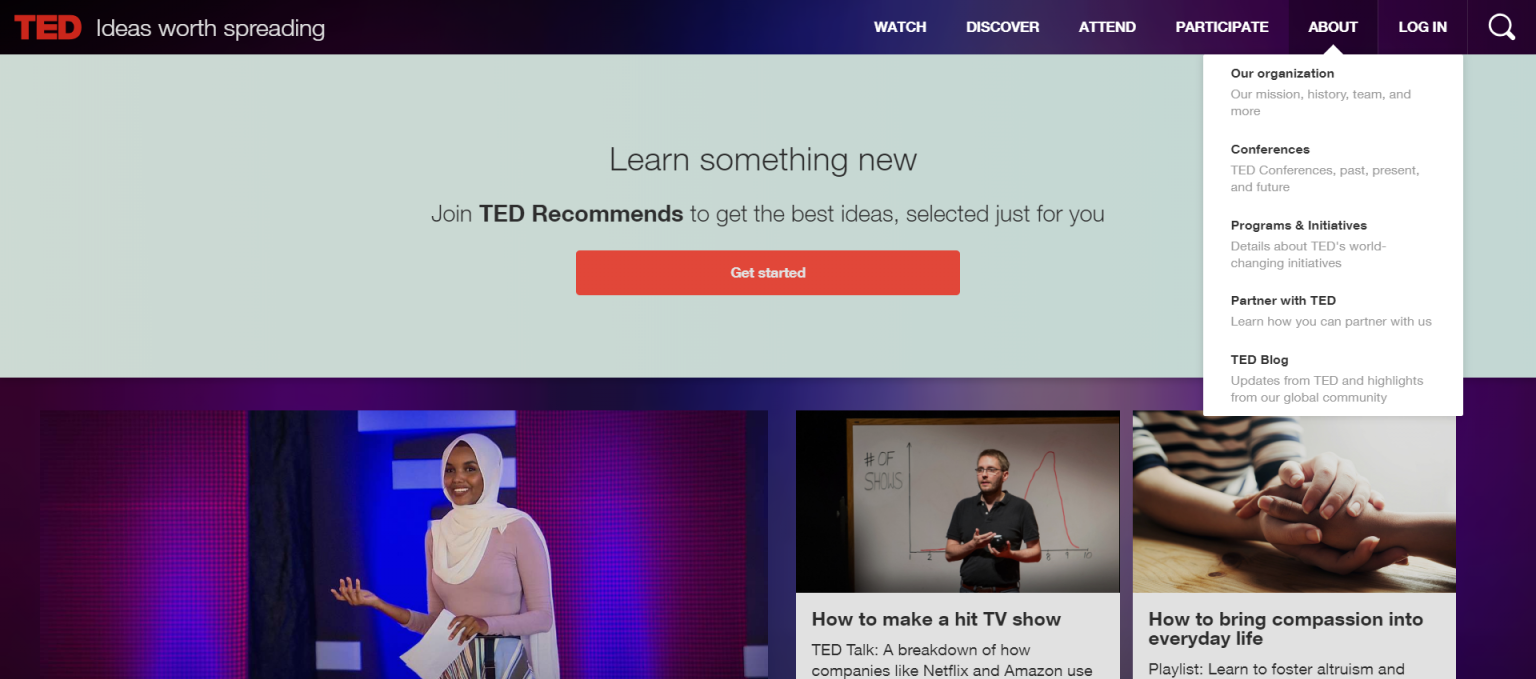 TED Ideas worth spreading
WATCH DISCOVER ATTEND PARTICIPATE ABOUT LOG IN
Our organization
Our mission, history, team, and
more
Conferences
TED Conferences, past, present,
and future
Programs & Initiatives
Details about TED's world-
changing initiatives
Partner with TED
Learn how you can partner with us
TED Blog
Updates from TED and highlights
from our global community
Learn something new
Join TED Recommends to get the best ideas, selected just for you
Get started
# OF
SHOWS
1 2 8 9 10
How to make a hit TV show
TED Talk: A breakdown of how
companies like Netflix and Amazon use
How to bring compassion into
everyday life
Playlist: Learn to foster altruism and